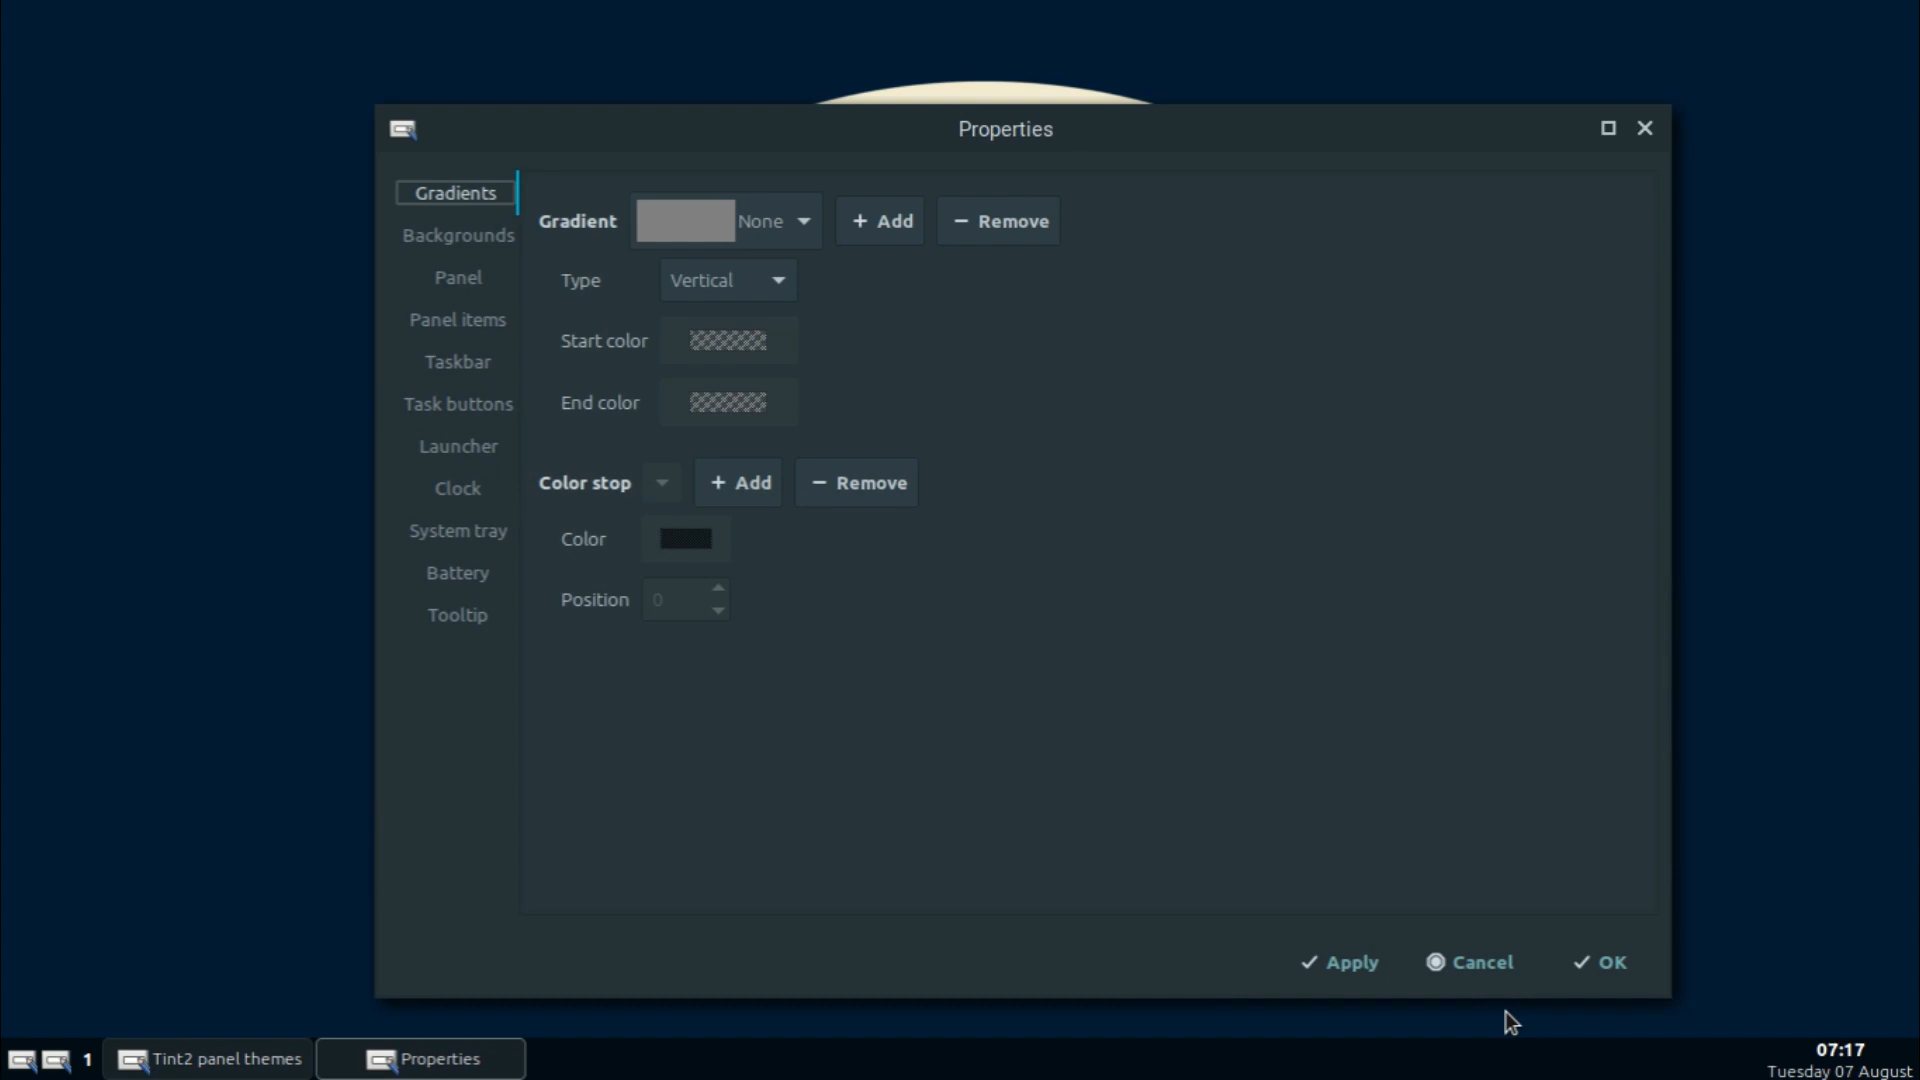 Properties
Gradients
Backgrounds
Panel
Panel items
Taskbar
Task buttons
Launcher
Clock
System tray
Battery
Tooltip
Gradient None + Add − Remove
Type Vertical
Start color
End color
Color stop + Add − Remove
Color
Position 0
Apply Cancel OK
1 Tint2 panel themes Properties
07:17
Tuesday 07 August